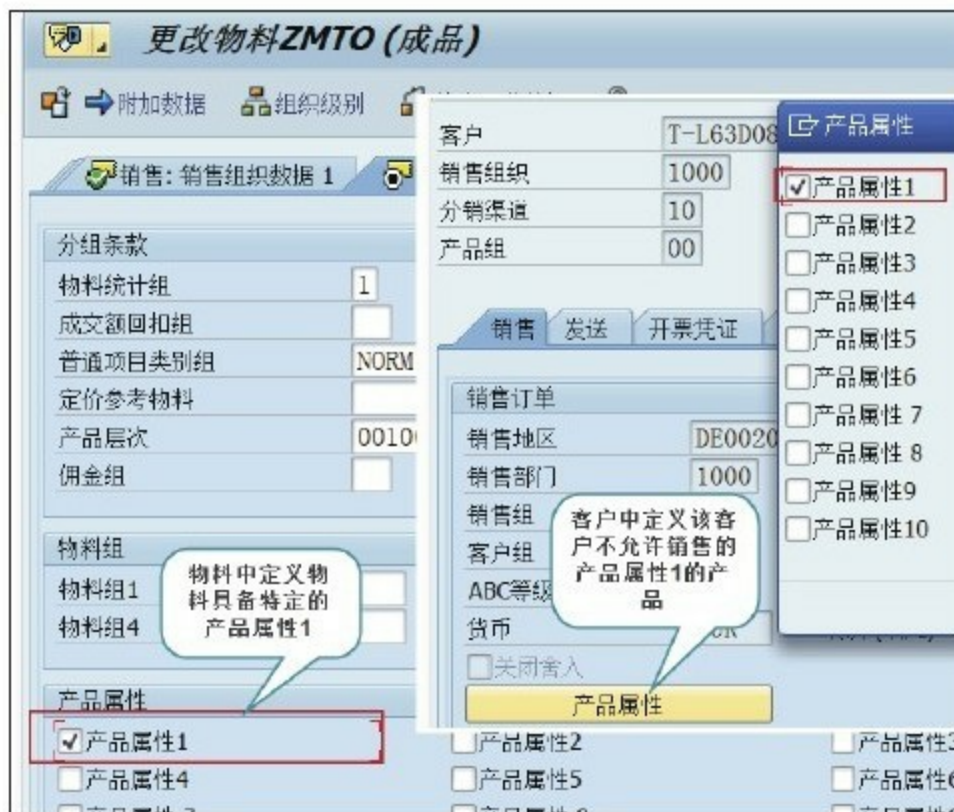 更改物料ZMTO (成品)
附加数据 组织级别
销售: 销售组织数据 1
分组条款
物料统计组 1
成交额回扣组
普通项目类别组 NORM
定价参考物料
产品层次 0010
佣金组
物料组
物料组1
物料组4
物料中定义物
料具备特定的
产品属性1
产品属性
产品属性1 产品属性2 产品属性3
产品属性4 产品属性5 产品属性6
客户 T-L63D08
销售组织 1000
分销渠道 10
产品组 00
销售 发送 开票凭证
销售订单
销售地区 DE0020
销售部门 1000
销售组
客户组
ABC等级
货币
关闭舍入
产品属性
客户中定义该客
户不允许销售的
产品属性1的产
品
产品属性
产品属性1
产品属性2
产品属性3
产品属性4
产品属性5
产品属性6
产品属性 7
产品属性 8
产品属性9
产品属性10